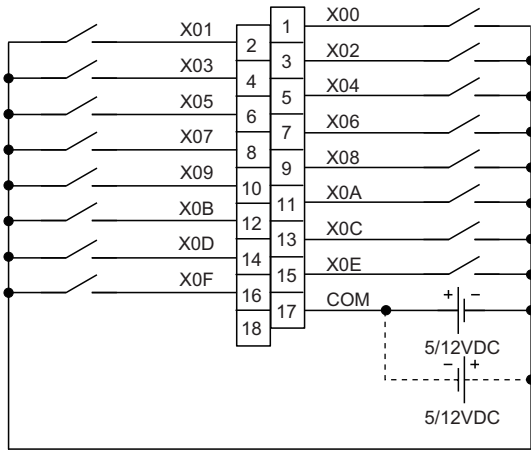 X01 2 1 X00
X03 4 3 X02
X05 6 5 X04
X07 8 7 X06
X09 10 9 X08
X0B 12 11 X0A
X0D 14 13 X0C
X0F 16 15 X0E
18 17 COM + −
5/12VDC
− +
5/12VDC